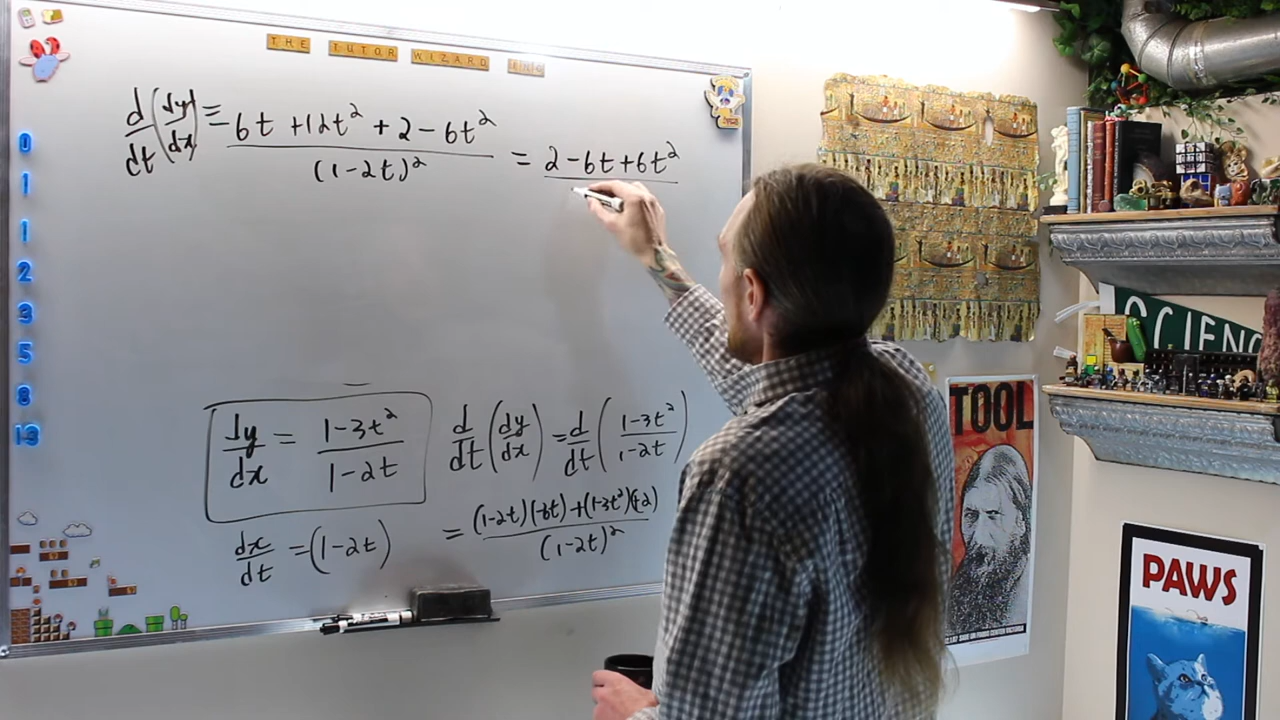 THE TUTOR WIZARD INC
d/dt (dy/dx) = -6t +12t² + 2 - 6t² / (1-2t)² = 2 - 6t + 6t²
0
1
1
2
3
5
8
13
dy/dx = 1-3t² / 1-2t
d/dt (dy/dx) = d/dt (1-3t² / 1-2t)
= (1-2t)(-6t) + (1-3t²)(+2) / (1-2t)²
dx/dt = (1-2t)
SCIENC
TOOL
PAWS